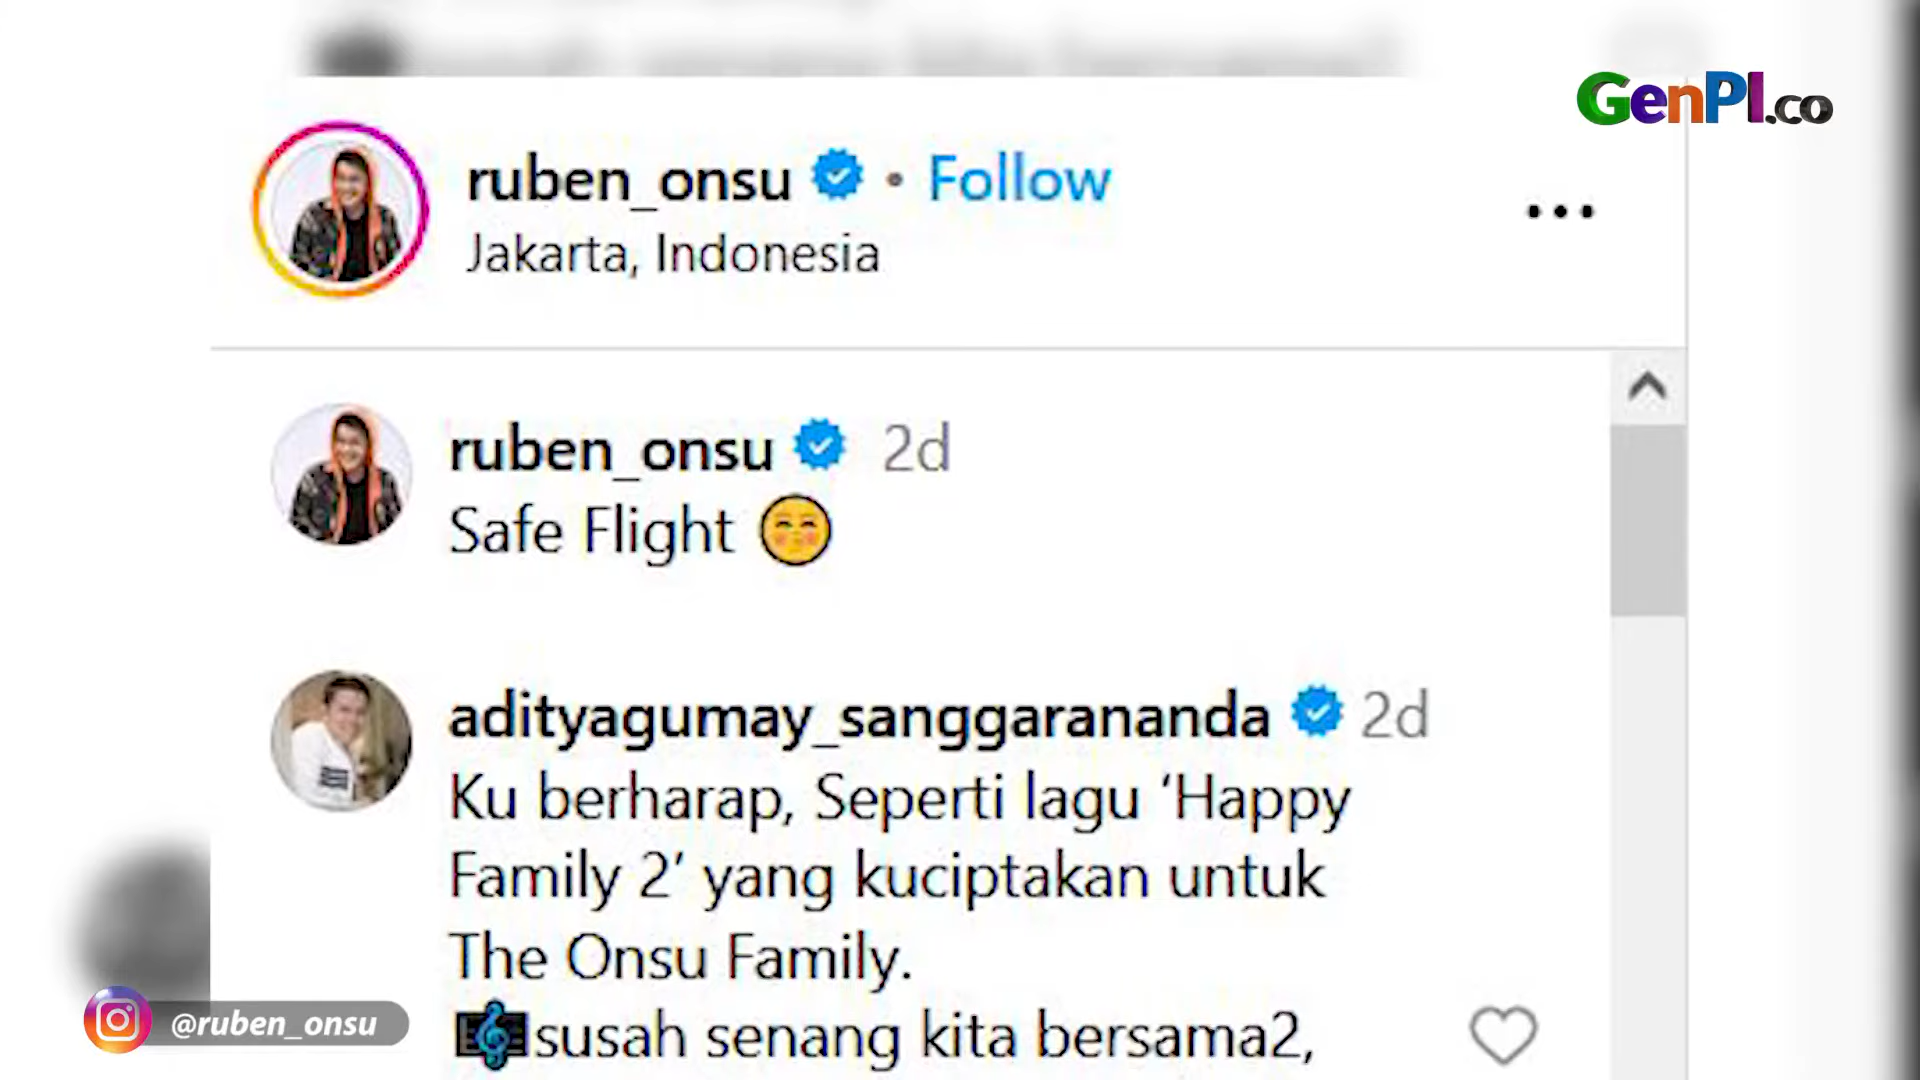 GenPI.co
ruben_onsu • Follow
Jakarta, Indonesia
ruben_onsu 2d
Safe Flight 😊
adityagumay_sanggarananda 2d
Ku berharap, Seperti lagu ‘Happy
Family 2’ yang kuciptakan untuk
The Onsu Family.
🎼susah senang kita bersama2,
@ruben_onsu